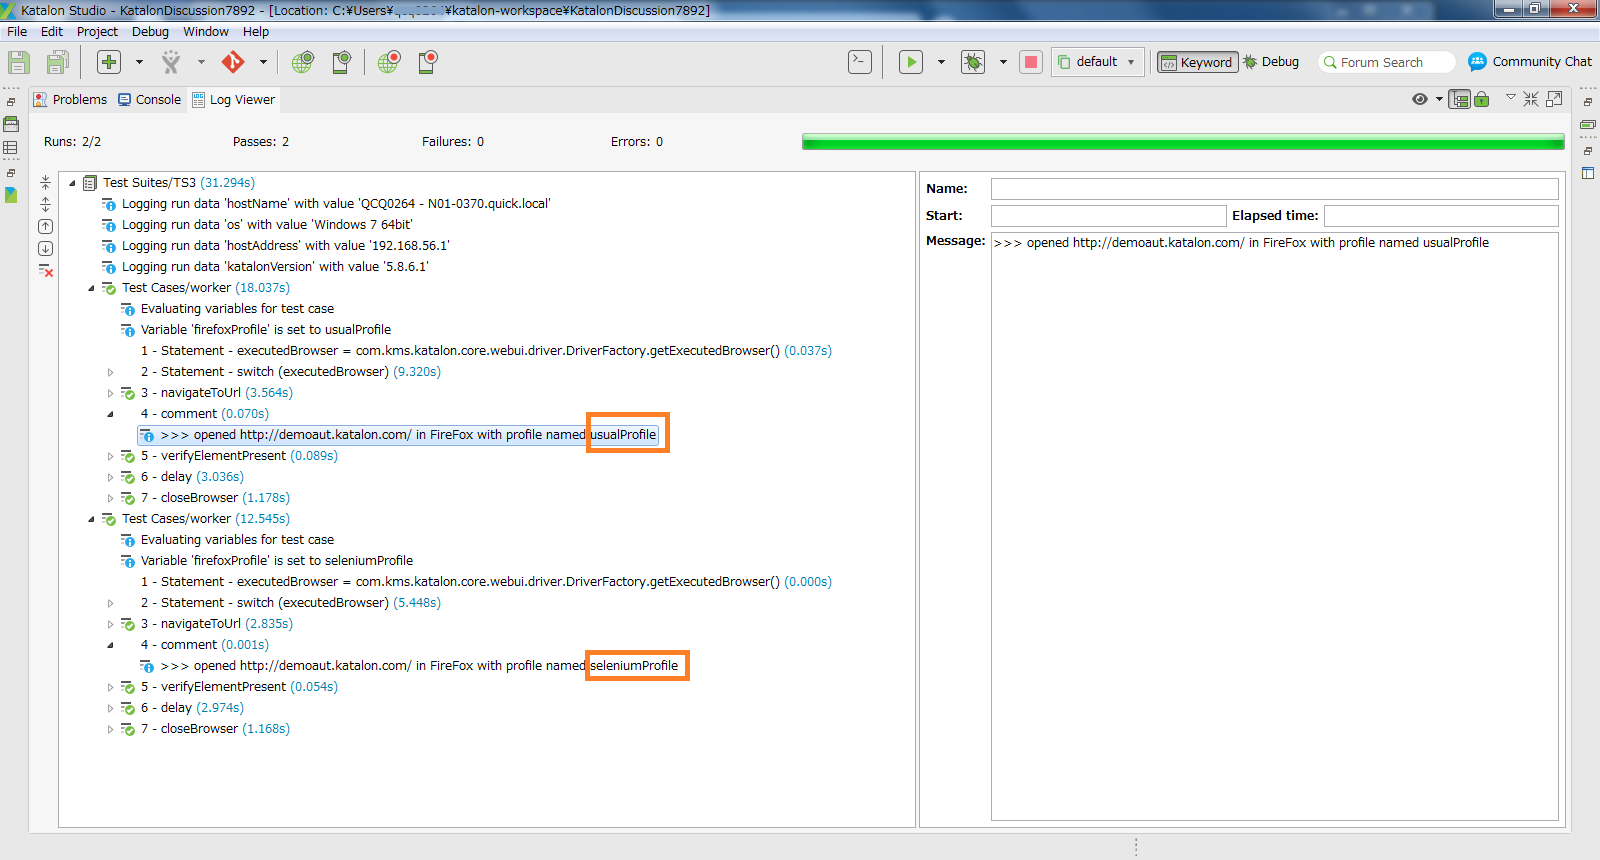 Katalon Studio - KatalonDiscussion7892 - [Location: C:¥Users¥ ¥katalon-workspace¥KatalonDiscussion7892]
File Edit Project Debug Window Help
default Keyword Debug Forum Search Community Chat
Problems Console Log Viewer
Runs: 2/2 Passes: 2 Failures: 0 Errors: 0
Test Suites/TS3 (31.294s)
Logging run data 'hostName' with value 'QCQ0264 - N01-0370.quick.local'
Logging run data 'os' with value 'Windows 7 64bit'
Logging run data 'hostAddress' with value '192.168.56.1'
Logging run data 'katalonVersion' with value '5.8.6.1'
Test Cases/worker (18.037s)
Evaluating variables for test case
Variable 'firefoxProfile' is set to usualProfile
1 - Statement - executedBrowser = com.kms.katalon.core.webui.driver.DriverFactory.getExecutedBrowser() (0.037s)
2 - Statement - switch (executedBrowser) (9.320s)
3 - navigateToUrl (3.564s)
4 - comment (0.070s)
>>> opened http://demoaut.katalon.com/ in FireFox with profile named usualProfile
5 - verifyElementPresent (0.089s)
6 - delay (3.036s)
7 - closeBrowser (1.178s)
Test Cases/worker (12.545s)
Evaluating variables for test case
Variable 'firefoxProfile' is set to seleniumProfile
1 - Statement - executedBrowser = com.kms.katalon.core.webui.driver.DriverFactory.getExecutedBrowser() (0.000s)
2 - Statement - switch (executedBrowser) (5.448s)
3 - navigateToUrl (2.835s)
4 - comment (0.001s)
>>> opened http://demoaut.katalon.com/ in FireFox with profile named seleniumProfile
5 - verifyElementPresent (0.054s)
6 - delay (2.974s)
7 - closeBrowser (1.168s)
Name:
Start: Elapsed time:
Message: >>> opened http://demoaut.katalon.com/ in FireFox with profile named usualProfile